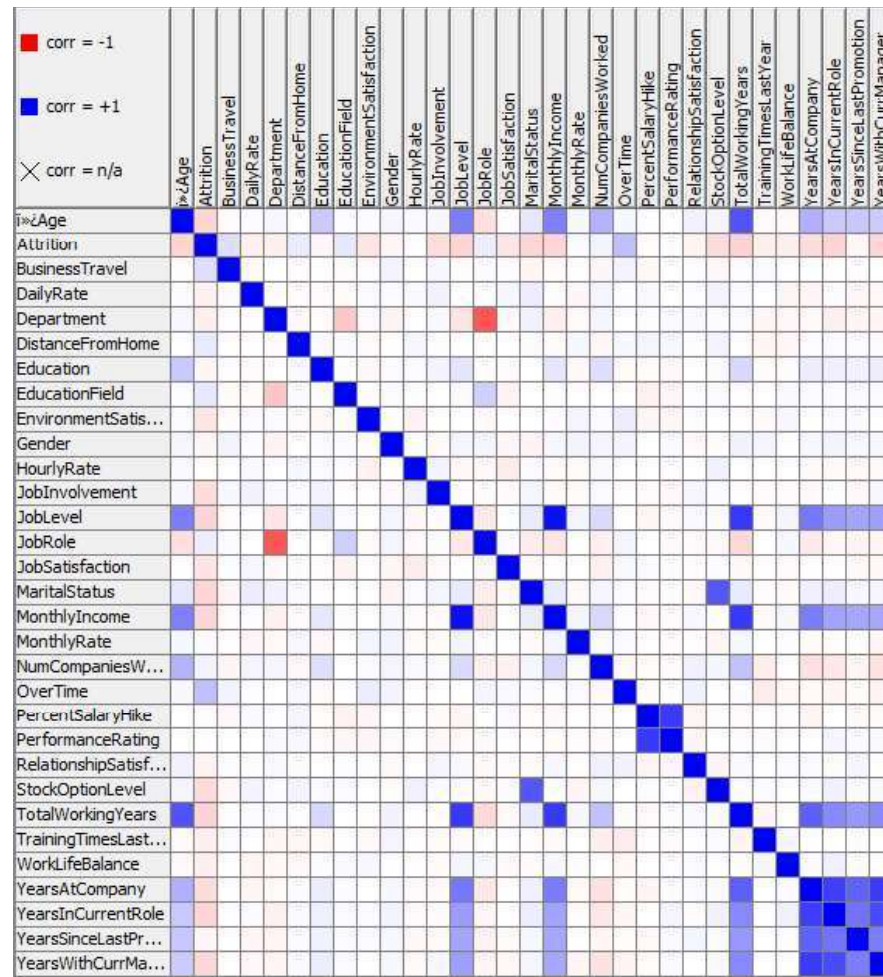 corr = -1
corr = +1
corr = n/a
ï»¿Age
Attrition
BusinessTravel
DailyRate
Department
DistanceFromHome
Education
EducationField
EnvironmentSatisfaction
Gender
HourlyRate
JobInvolvement
JobLevel
JobRole
JobSatisfaction
MaritalStatus
MonthlyIncome
MonthlyRate
NumCompaniesWorked
OverTime
PercentSalaryHike
PerformanceRating
RelationshipSatisfaction
StockOptionLevel
TotalWorkingYears
TrainingTimesLastYear
WorkLifeBalance
YearsAtCompany
YearsInCurrentRole
YearsSinceLastPromotion
YearsWithCurrManager
ï»¿Age
Attrition
BusinessTravel
DailyRate
Department
DistanceFromHome
Education
EducationField
EnvironmentSatis...
Gender
HourlyRate
JobInvolvement
JobLevel
JobRole
JobSatisfaction
MaritalStatus
MonthlyIncome
MonthlyRate
NumCompaniesW...
OverTime
PercentSalaryHike
PerformanceRating
RelationshipSatisf...
StockOptionLevel
TotalWorkingYears
TrainingTimesLast...
WorkLifeBalance
YearsAtCompany
YearsInCurrentRole
YearsSinceLastPr...
YearsWithCurrMa...